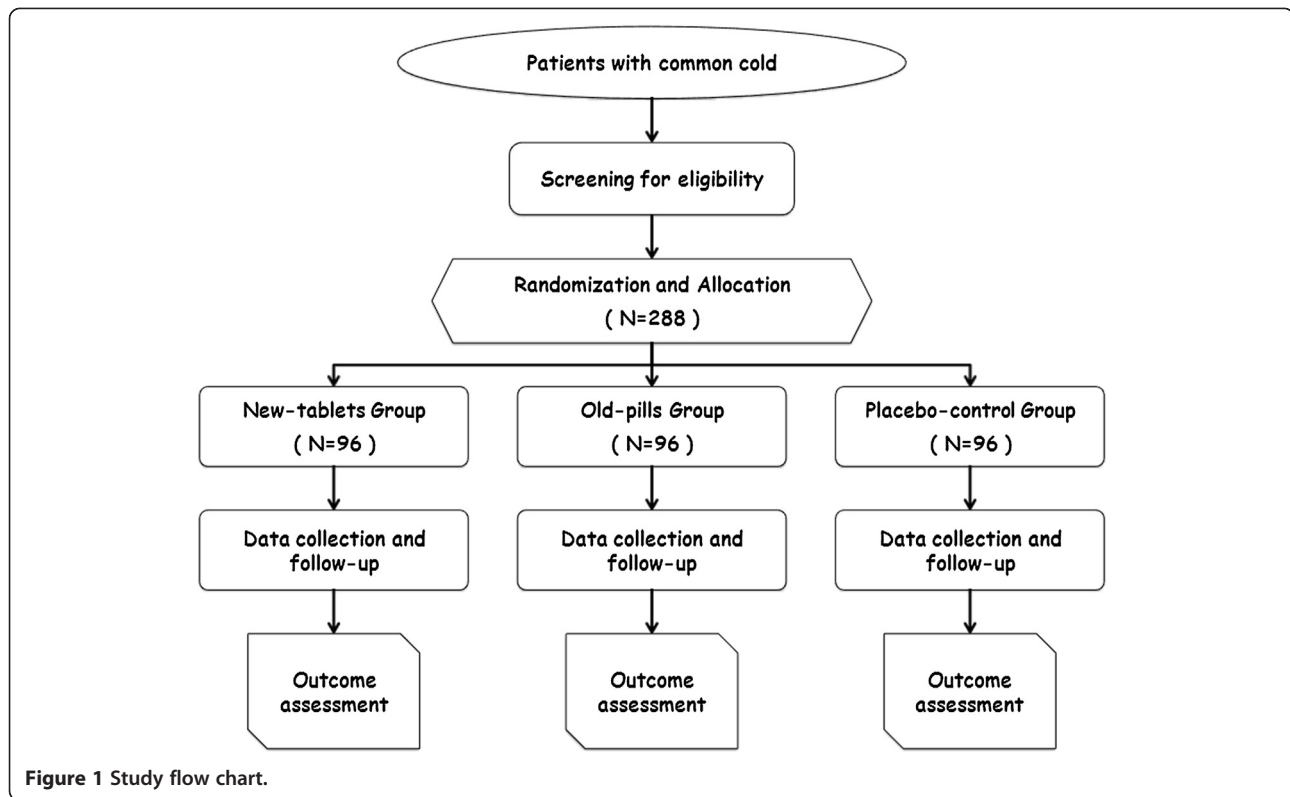 Patients with common cold
Screening for eligibility
Randomization and Allocation
( N=288 )
New-tablets Group
( N=96 )
Old-pills Group
( N=96 )
Placebo-control Group
( N=96 )
Data collection and
follow-up
Data collection and
follow-up
Data collection and
follow-up
Outcome
assessment
Outcome
assessment
Outcome
assessment
Figure 1 Study flow chart.